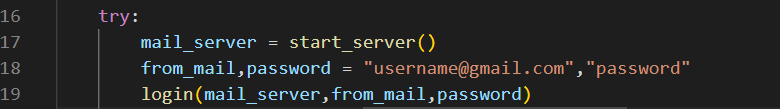 16 try:
17 mail_server = start_server()
18 from_mail,password = "username@gmail.com","password"
19 login(mail_server,from_mail,password)